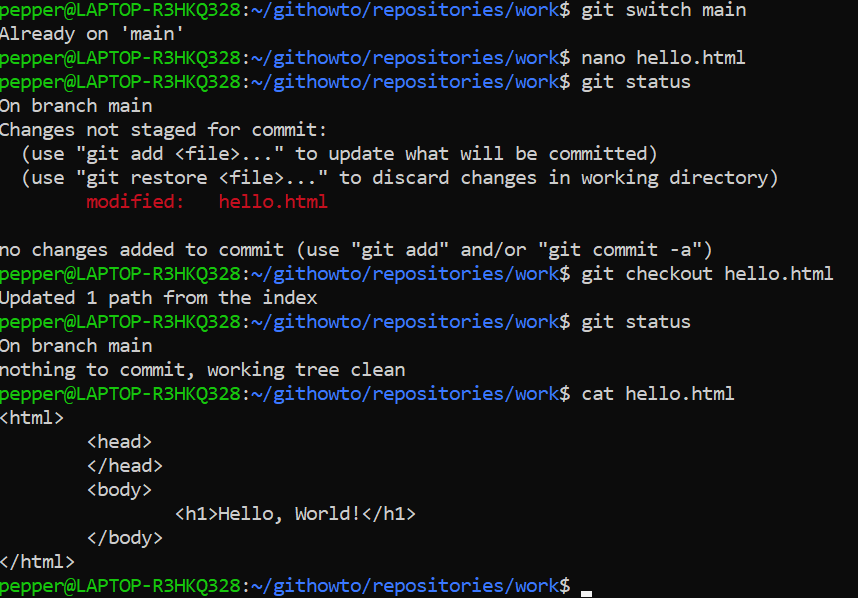 pepper@LAPTOP-R3HKQ328:~/githowto/repositories/work$ git switch main
Already on 'main'
pepper@LAPTOP-R3HKQ328:~/githowto/repositories/work$ nano hello.html
pepper@LAPTOP-R3HKQ328:~/githowto/repositories/work$ git status
On branch main
Changes not staged for commit:
  (use "git add <file>..." to update what will be committed)
  (use "git restore <file>..." to discard changes in working directory)
        modified:   hello.html

no changes added to commit (use "git add" and/or "git commit -a")
pepper@LAPTOP-R3HKQ328:~/githowto/repositories/work$ git checkout hello.html
Updated 1 path from the index
pepper@LAPTOP-R3HKQ328:~/githowto/repositories/work$ git status
On branch main
nothing to commit, working tree clean
pepper@LAPTOP-R3HKQ328:~/githowto/repositories/work$ cat hello.html
<html>
        <head>
        </head>
        <body>
                <h1>Hello, World!</h1>
        </body>
</html>
pepper@LAPTOP-R3HKQ328:~/githowto/repositories/work$